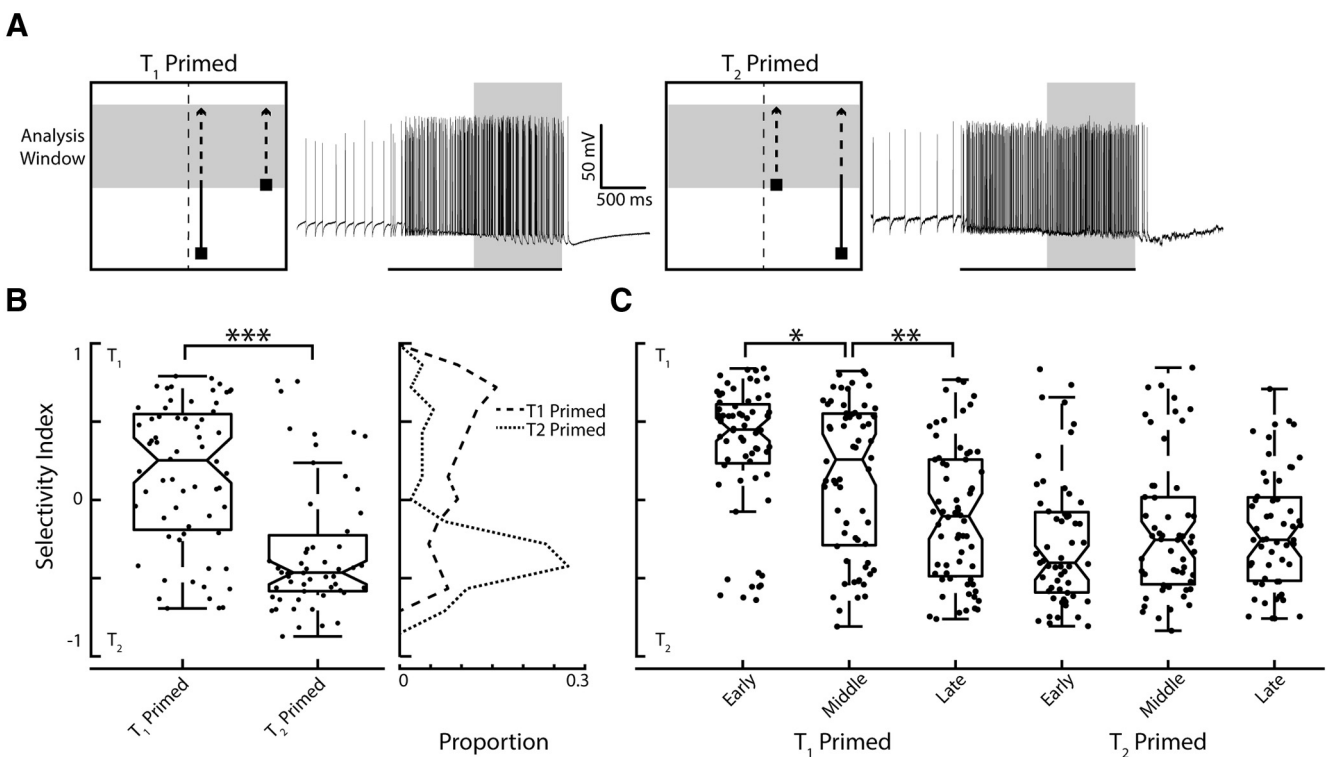 A
T1 Primed
T2 Primed
Analysis
Window
50 mV
500 ms
B
C
***
*
**
Selectivity Index
1
0
-1
T1
T2
T1 Primed
T2 Primed
T1 Primed
T2 Primed
0
0.3
Proportion
T1
T2
Early
Middle
Late
Early
Middle
Late
T1 Primed
T2 Primed